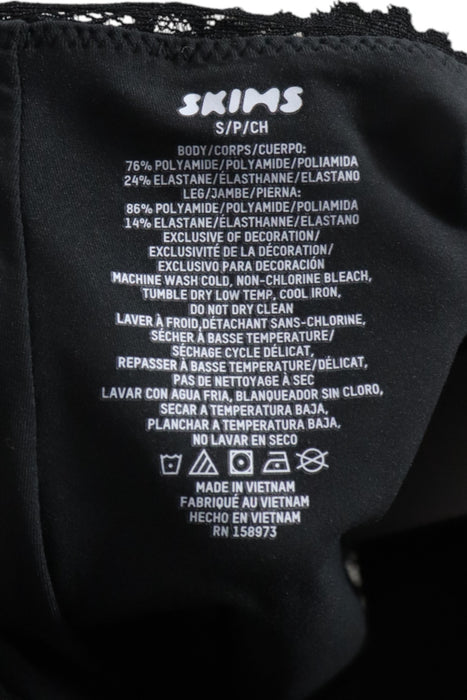 SKIMS
S/P/CH
BODY/CORPS/CUERPO:
76% POLYAMIDE/POLYAMIDE/POLIAMIDA
24% ELASTANE/ÉLASTHANNE/ELASTANO
LEG/JAMBE/PIERNA:
86% POLYAMIDE/POLYAMIDE/POLIAMIDA
14% ELASTANE/ÉLASTHANNE/ELASTANO
EXCLUSIVE OF DECORATION/
EXCLUSIVITÉ DE LA DÉCORATION/
EXCLUSIVO PARA DECORACIÓN
MACHINE WASH COLD, NON-CHLORINE BLEACH,
TUMBLE DRY LOW TEMP, COOL IRON,
DO NOT DRY CLEAN
LAVER À FROID,DÉTACHANT SANS-CHLORINE,
SÉCHER À BASSE TEMPERATURE/
SÉCHAGE CYCLE DÉLICAT,
REPASSER À BASSE TEMPERATURE/DÉLICAT,
PAS DE NETTOYAGE À SEC
LAVAR CON AGUA FRIA, BLANQUEADOR SIN CLORO,
SECAR A TEMPERATURA BAJA,
PLANCHAR A TEMPERATURA BAJA,
NO LAVAR EN SECO
MADE IN VIETNAM
FABRIQUÉ AU VIETNAM
HECHO EN VIETNAM
RN 158973